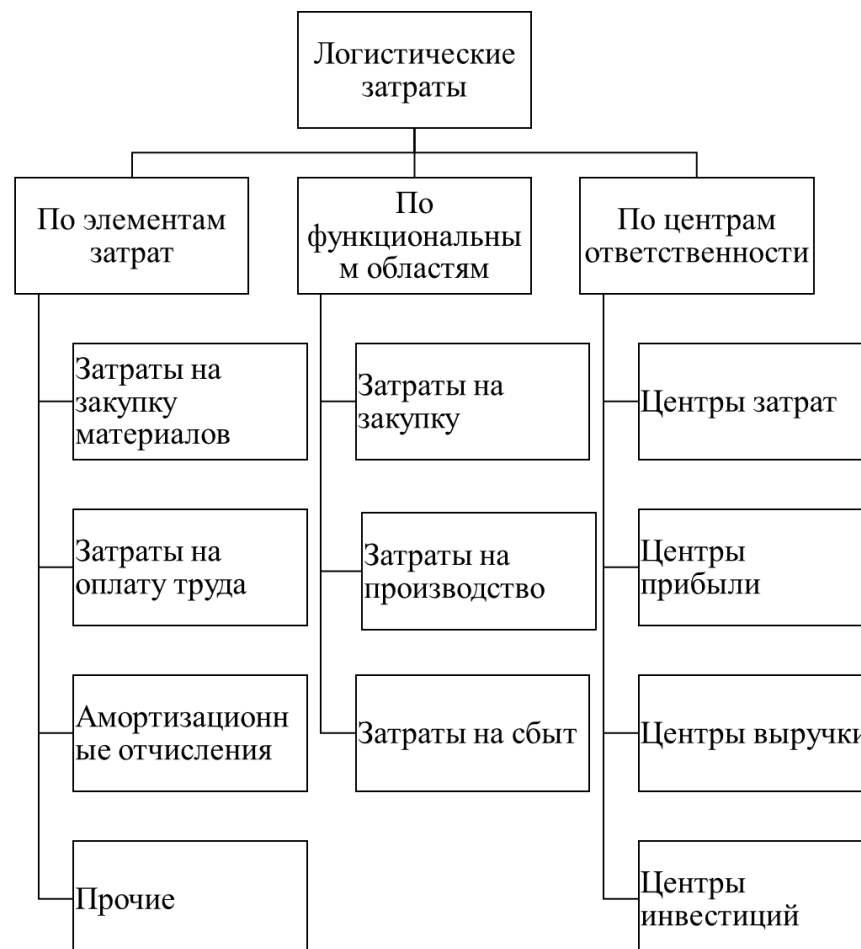 Логистические
затраты
По элементам
затрат
По
функциональны
м областям
По центрам
ответственности
Затраты на
закупку
материалов
Затраты на
оплату труда
Амортизационн
ые отчисления
Прочие
Затраты на
закупку
Затраты на
производство
Затраты на сбыт
Центры затрат
Центры
прибыли
Центры выручки
Центры
инвестиций